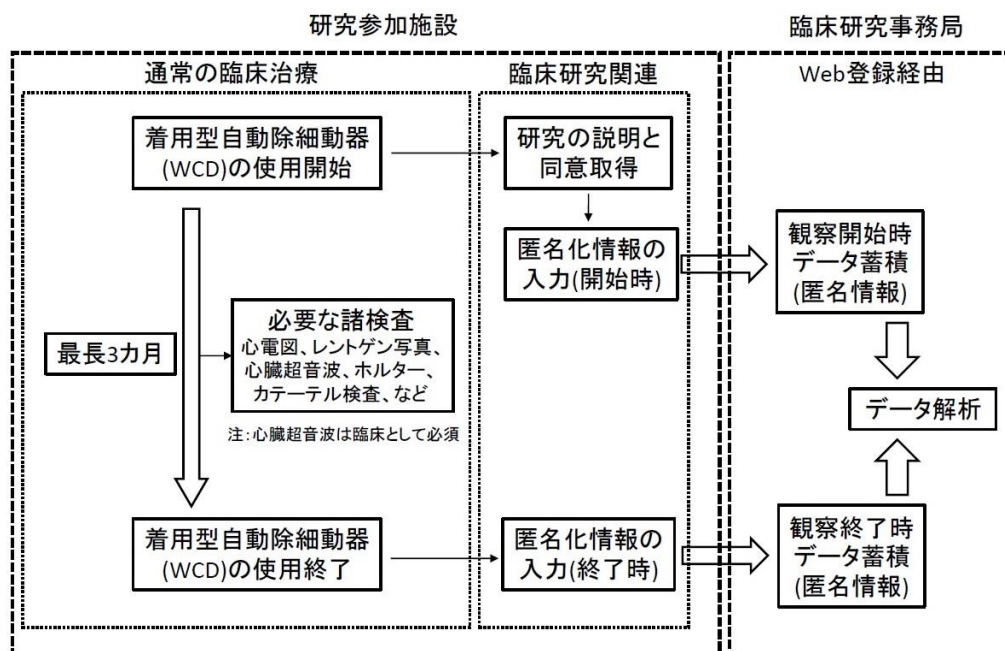 研究参加施設
臨床研究事務局
通常の臨床治療
臨床研究関連
Web登録経由
着用型自動除細動器
(WCD)の使用開始
研究の説明と
同意取得
匿名化情報の
入力(開始時)
観察開始時
データ蓄積
(匿名情報)
最長3カ月
必要な諸検査
心電図、レントゲン写真、
心臓超音波、ホルター、
カテーテル検査、など
注:心臓超音波は臨床として必須
データ解析
着用型自動除細動器
(WCD)の使用終了
匿名化情報の
入力(終了時)
観察終了時
データ蓄積
(匿名情報)